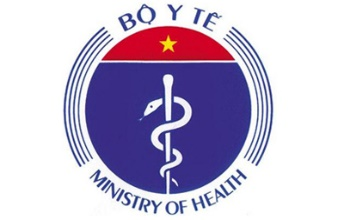 BỘ Y TẾ
MINISTRY OF HEALTH